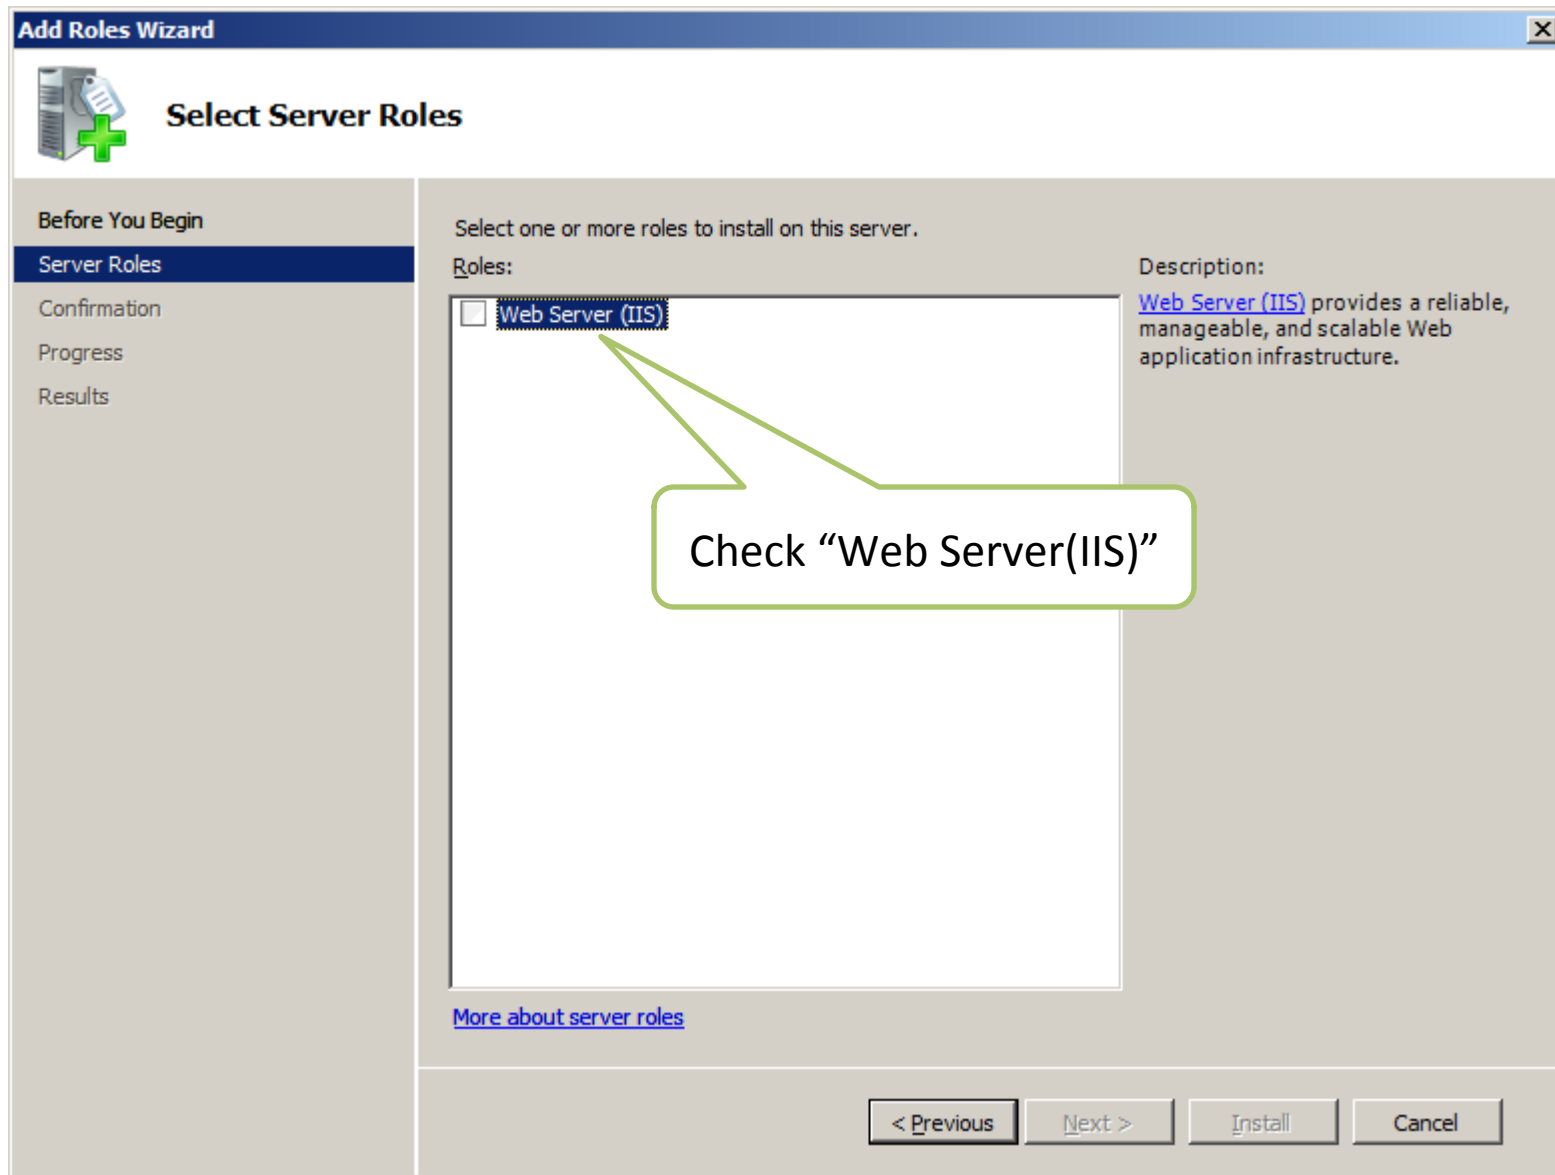 Add Roles Wizard
Select Server Roles
Before You Begin
Server Roles
Confirmation
Progress
Results
Select one or more roles to install on this server.
Roles:
Web Server (IIS)
Check “Web Server(IIS)”
More about server roles
Description:
Web Server (IIS) provides a reliable,
manageable, and scalable Web
application infrastructure.
< Previous
Next >
Install
Cancel